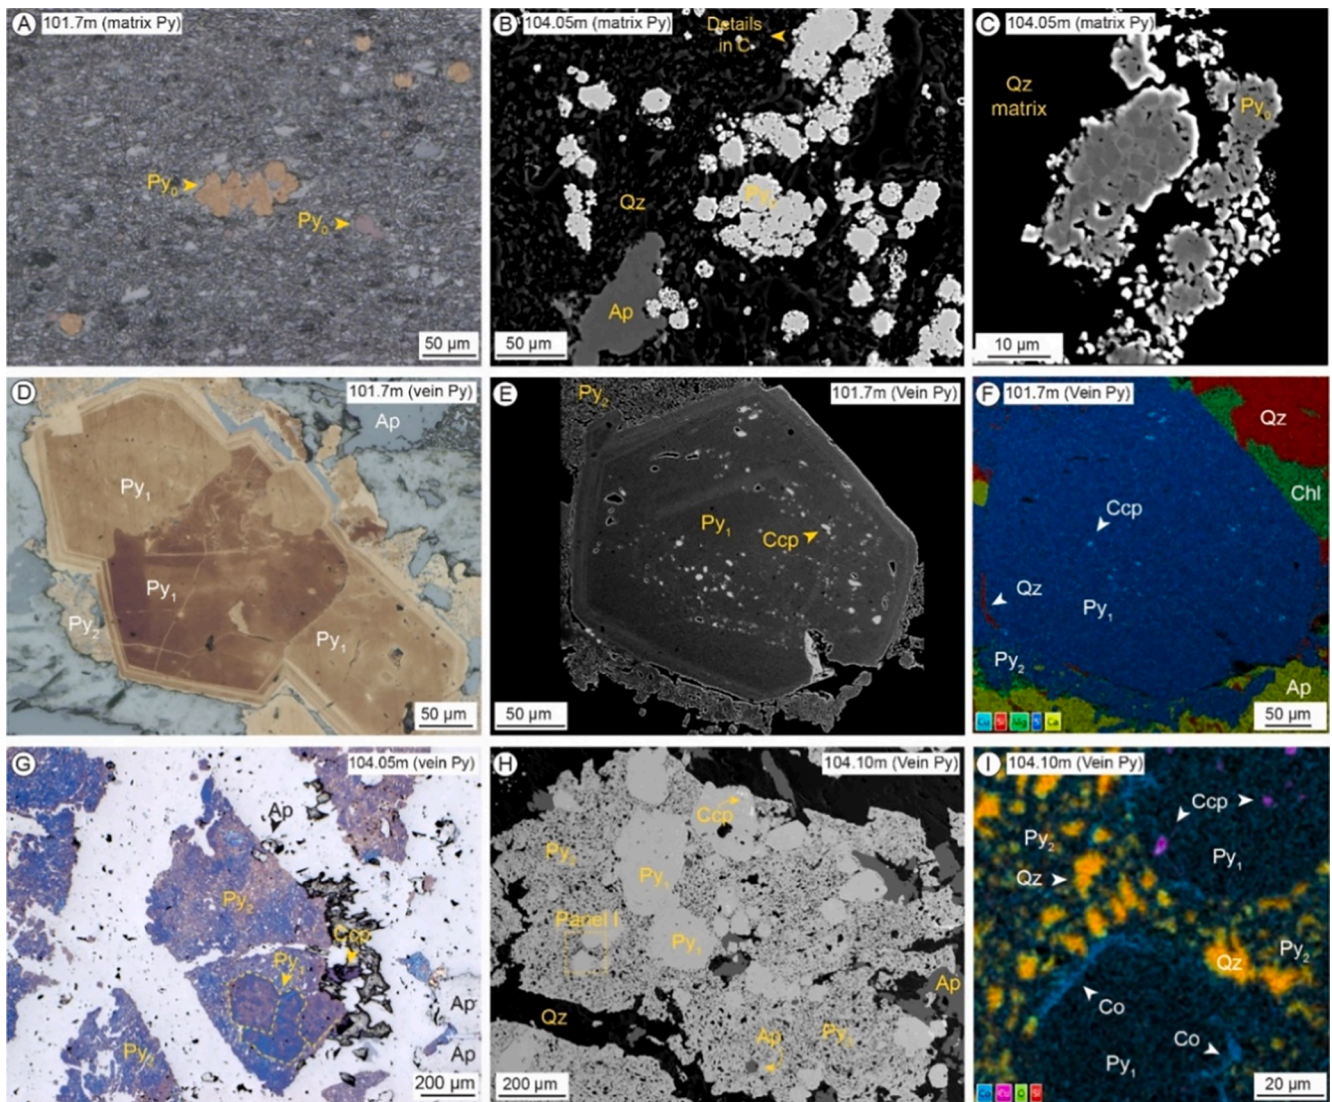 A 101.7m (matrix Py)
Py₀
Py₀
50 µm
B 104.05m (matrix Py)
Details
in C
Qz
Ap
50 µm
C 104.05m (matrix Py)
Qz
matrix
Py₀
10 µm
D 101.7m (vein Py)
Ap
Py₁
Py₁
Py₁
Py₂
50 µm
E 101.7m (Vein Py)
Py₂
Py₁
Ccp
50 µm
F 101.7m (Vein Py)
Qz
Chl
Ccp
Qz
Py₁
Py₂
Ap
Cu Si Mg S Ca
50 µm
G 104.05m (vein Py)
Ap
Py₂
Ccp
Py₁
Ap
Ap
200 µm
H 104.10m (Vein Py)
Ccp
Py₂
Py₁
Panel I
Py₁
Ap
Qz
Ap
200 µm
I 104.10m (Vein Py)
Ccp
Py₂
Py₁
Qz
Qz
Py₂
Co
Co
Py₁
20 µm